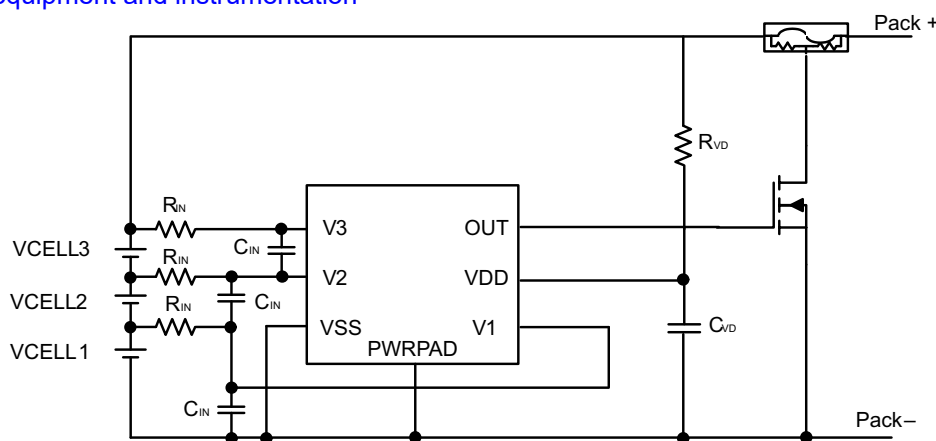 equipment and instrumentation
Pack +
RVD
RIN
V3
OUT
CIN
VCELL3
RIN
V2
VDD
VCELL2
CIN
RIN
VSS
V1
CVD
VCELL1
PWRPAD
CIN
Pack–